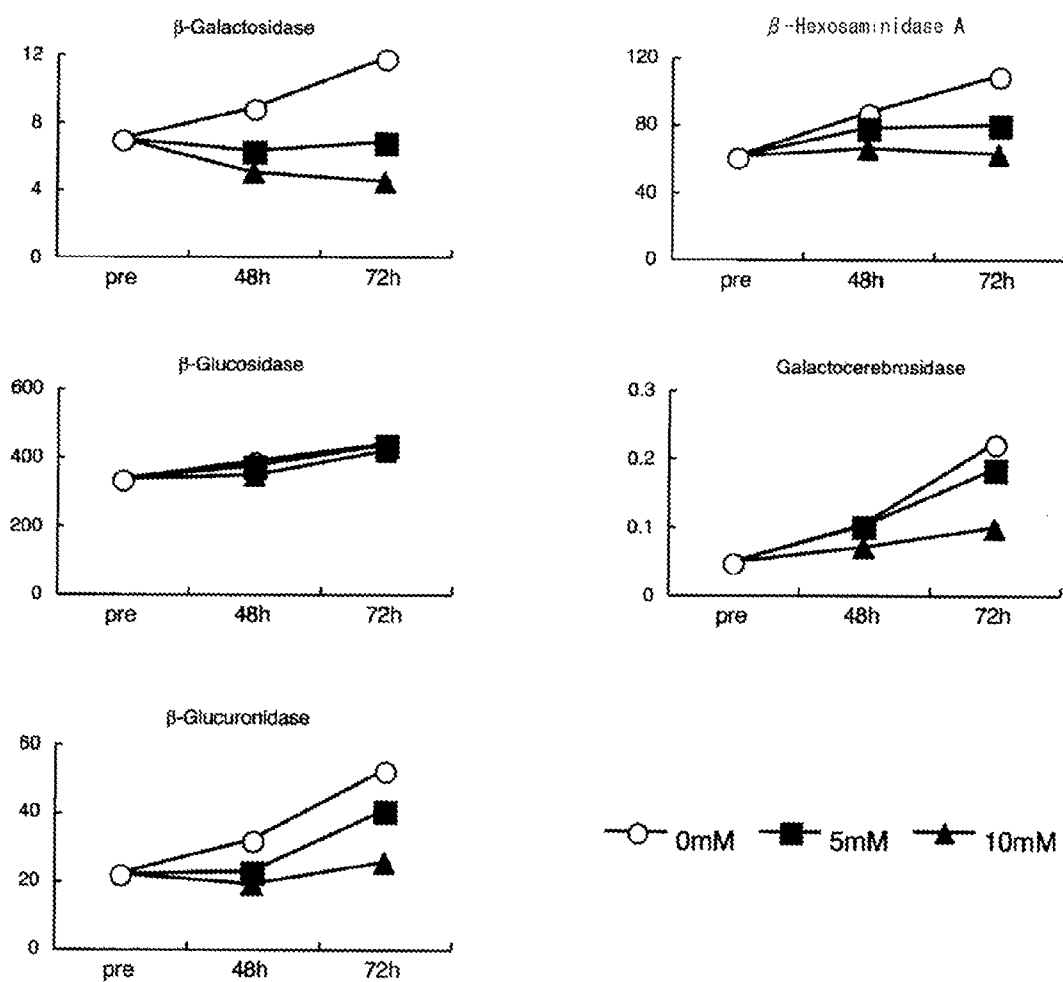 β-Galactosidase
12
8
4
0
pre 48h 72h
β-Hexosaminidase A
120
80
40
0
pre 48h 72h
β-Glucosidase
600
400
200
0
pre 48h 72h
Galactocerebrosidase
0.3
0.2
0.1
0
pre 48h 72h
β-Glucuronidase
60
40
20
0
pre 48h 72h
0mM 5mM 10mM